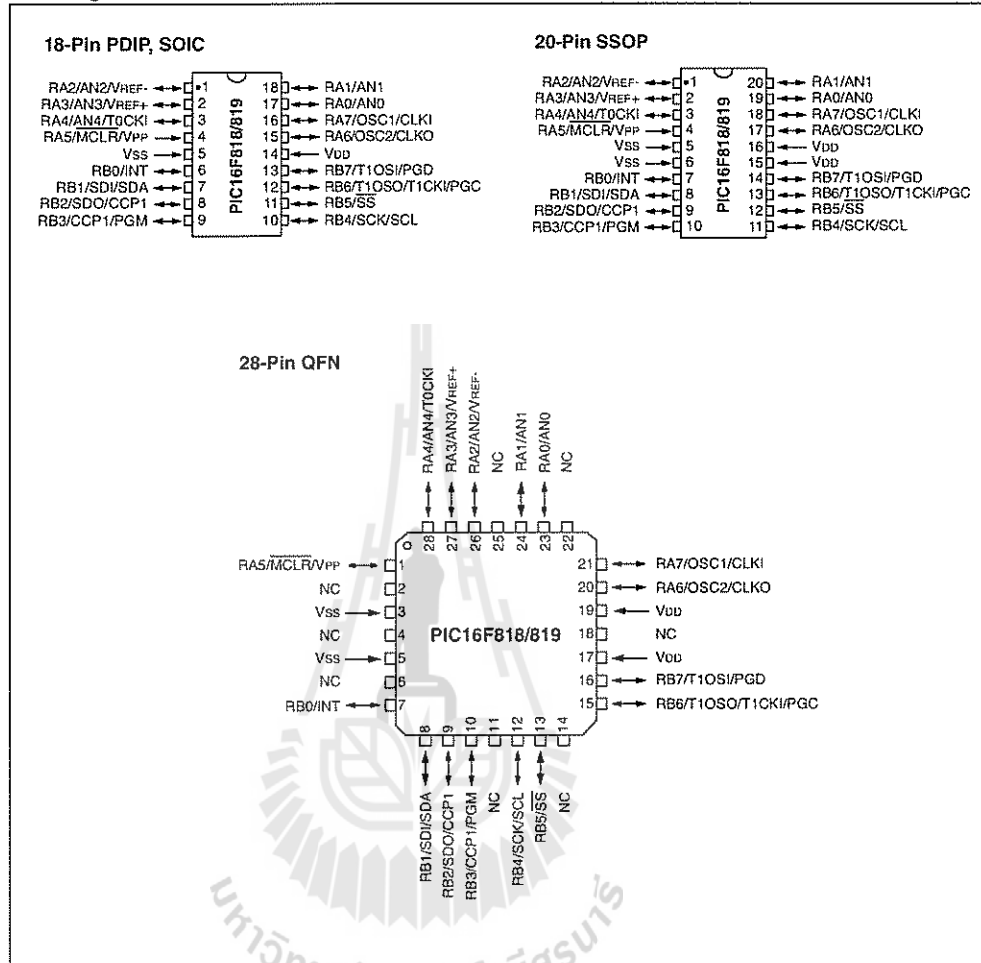 18-Pin PDIP, SOIC
RA2/AN2/VREF- 1 18 RA1/AN1
RA3/AN3/VREF+ 2 17 RA0/AN0
RA4/AN4/T0CKI 3 16 RA7/OSC1/CLKI
RA5/MCLR/VPP 4 15 RA6/OSC2/CLKO
VSS 5 14 VDD
RB0/INT 6 13 RB7/T1OSI/PGD
RB1/SDI/SDA 7 12 RB6/T1OSO/T1CKI/PGC
RB2/SDO/CCP1 8 11 RB5/SS
RB3/CCP1/PGM 9 10 RB4/SCK/SCL
PIC16F818/819
20-Pin SSOP
RA2/AN2/VREF- 1 20 RA1/AN1
RA3/AN3/VREF+ 2 19 RA0/AN0
RA4/AN4/T0CKI 3 18 RA7/OSC1/CLKI
RA5/MCLR/VPP 4 17 RA6/OSC2/CLKO
VSS 5 16 VDD
VSS 6 15 VDD
RB0/INT 7 14 RB7/T1OSI/PGD
RB1/SDI/SDA 8 13 RB6/T1OSO/T1CKI/PGC
RB2/SDO/CCP1 9 12 RB5/SS
RB3/CCP1/PGM 10 11 RB4/SCK/SCL
PIC16F818/819
28-Pin QFN
RA4/AN4/T0CKI 28
RA3/AN3/VREF+ 27
RA2/AN2/VREF- 26
NC 25
RA1/AN1 24
RA0/AN0 23
NC 22
RA5/MCLR/VPP 1
NC 2
VSS 3
NC 4
VSS 5
NC 6
RB0/INT 7
PIC16F818/819
21 RA7/OSC1/CLKI
20 RA6/OSC2/CLKO
19 VDD
18 NC
17 VDD
16 RB7/T1OSI/PGD
15 RB6/T1OSO/T1CKI/PGC
8 RB1/SDI/SDA
9 RB2/SDO/CCP1
10 RB3/CCP1/PGM
11 NC
12 RB4/SCK/SCL
13 RB5/SS
14 NC